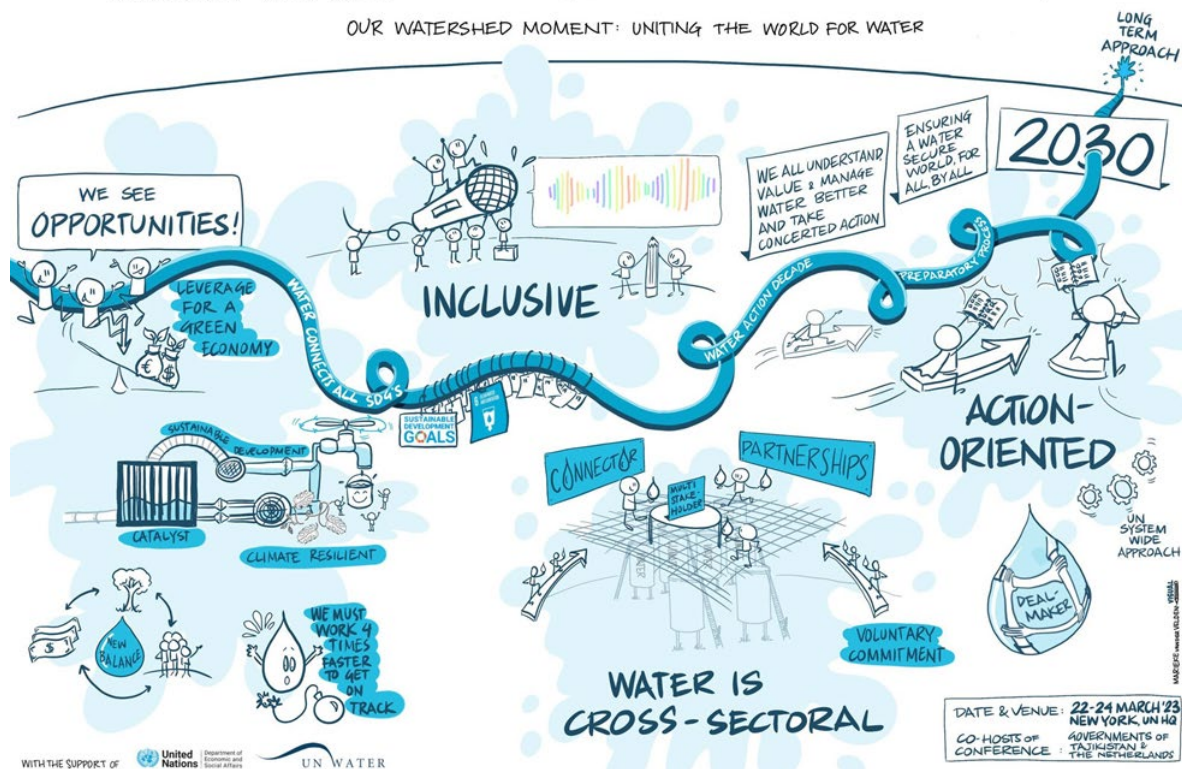 OUR WATERSHED MOMENT: UNITING THE WORLD FOR WATER
LONG
TERM
APPROACH
2030
ENSURING
A WATER
SECURE
WORLD, FOR
ALL, BY ALL
WE ALL UNDERSTAND
VALUE & MANAGE
WATER BETTER
AND TAKE
CONCERTED ACTION
WE SEE
OPPORTUNITIES!
LEVERAGE
FOR A
GREEN
ECONOMY
WATER CONNECTS ALL SDG'S
INCLUSIVE
WATER ACTION DECADE
PREPARATORY PROCESS
SUSTAINABLE
DEVELOPMENT
GOALS
ACTION-
ORIENTED
SUSTAINABLE
DEVELOPMENT
CATALYST
CLIMATE RESILIENT
CONNECTOR
PARTNERSHIPS
MULTI
STAKE-
HOLDER
UN
SYSTEM
WIDE
APPROACH
DEAL-
MAKER
NEW
BALANCE
WE MUST
WORK 4
TIMES
FASTER
TO GET
ON
TRACK
VOLUNTARY
COMMITMENT
WATER IS
CROSS-SECTORAL
DATE & VENUE: 22-24 MARCH '23
NEW YORK, UN HQ
CO-HOSTS OF
CONFERENCE :
GOVERNMENTS OF
TAJIKISTAN &
THE NETHERLANDS
WITH THE SUPPORT OF
United
Nations
Department of
Economic and
Social Affairs
UN WATER